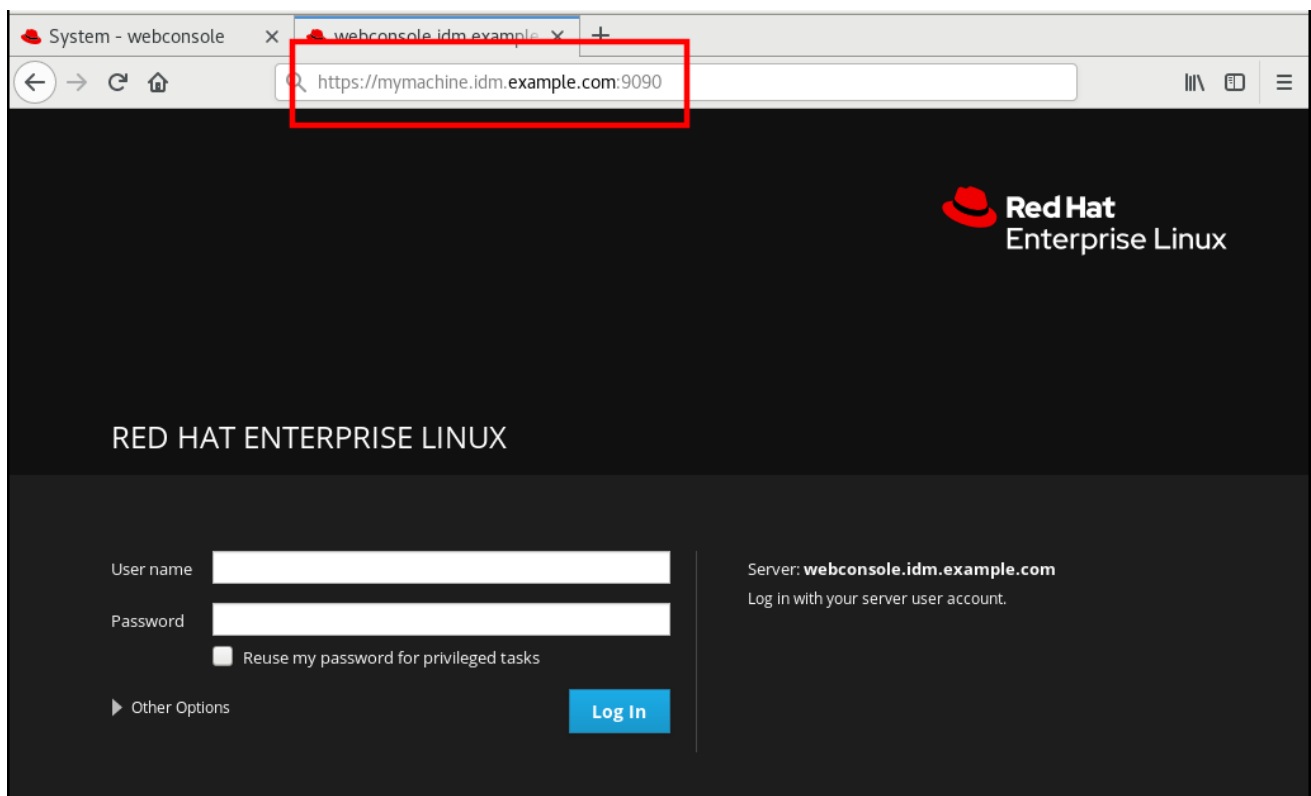 System - webconsole
webconsole.idm.example
https://mymachine.idm.example.com:9090
Red Hat
Enterprise Linux
RED HAT ENTERPRISE LINUX
User name
Password
Reuse my password for privileged tasks
Other Options
Log In
Server: webconsole.idm.example.com
Log in with your server user account.